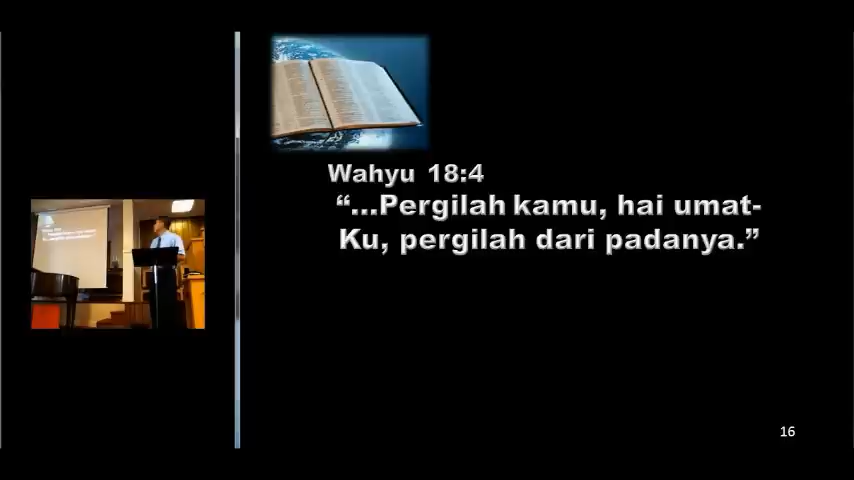 Wahyu 18:4
“...Pergilah kamu, hai umat-
Ku, pergilah dari padanya.”
16